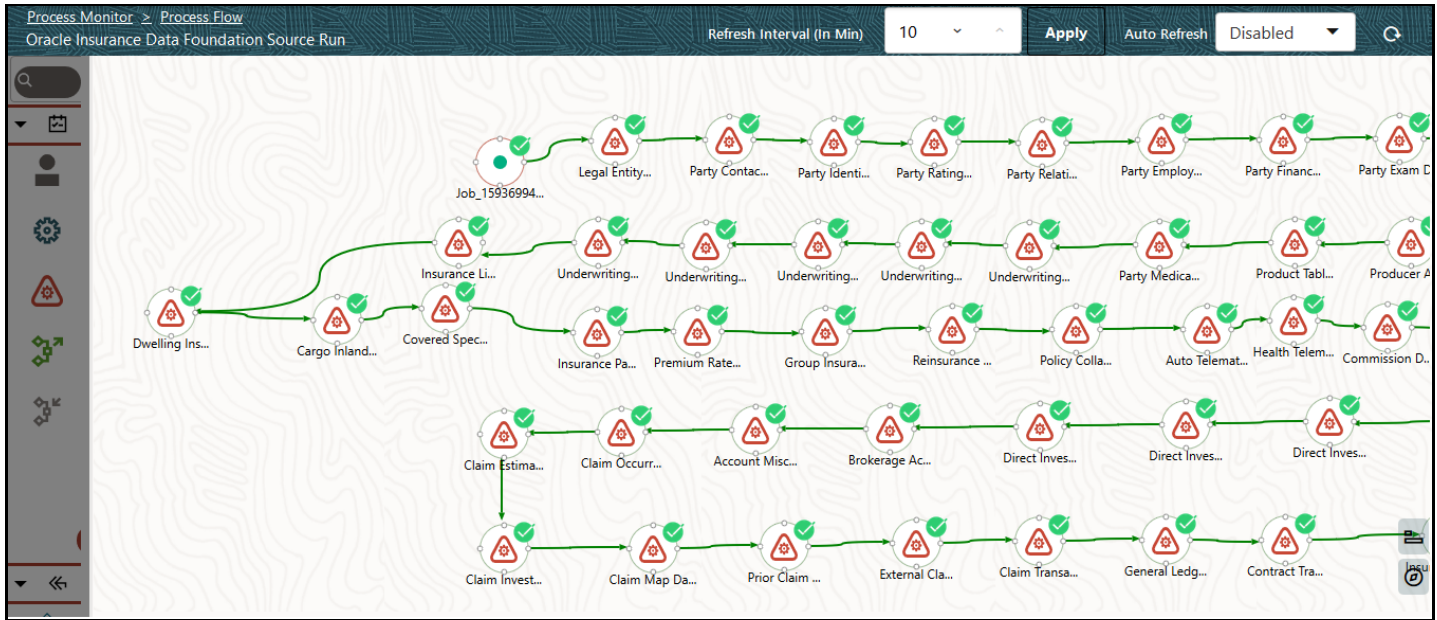 Process Monitor > Process Flow
Oracle Insurance Data Foundation Source Run
Refresh Interval (In Min) 10 Apply Auto Refresh Disabled
Legal Entity... Party Contac... Party Identi... Party Rating... Party Relati... Party Employ... Party Financ... Party Exam D
Job_15936994...
Insurance Li... Underwriting... Underwriting... Underwriting... Underwriting... Underwriting... Party Medica... Product Tabl... Producer A
Dwelling Ins... Cargo Inland... Covered Spec...
Insurance Pa... Premium Rate... Group Insura... Reinsurance ... Policy Colla... Auto Telemat... Health Telem... Commission D...
Claim Estima... Claim Occurr... Account Misc... Brokerage Ac... Direct Inves... Direct Inves... Direct Inves...
Claim Invest... Claim Map Da... Prior Claim ... External Cla... Claim Transa... General Ledg... Contract Tra...